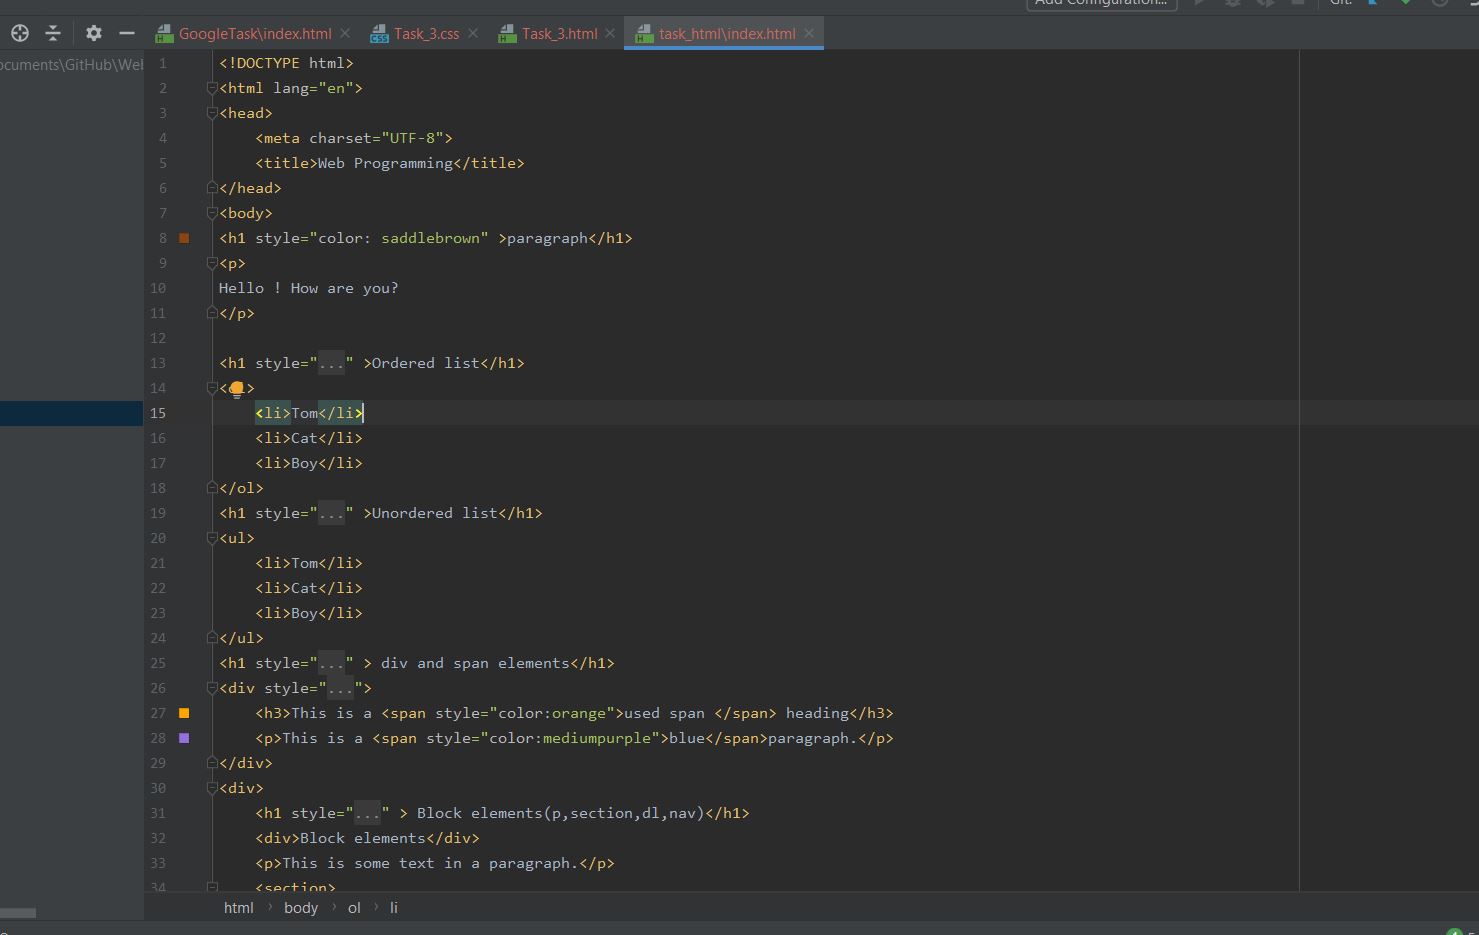 Add Configuration...
Git:
GoogleTask\index.html
Task_3.css
Task_3.html
task_html\index.html
ocuments\GitHub\Web
1 <!DOCTYPE html>
2 <html lang="en">
3 <head>
4 <meta charset="UTF-8">
5 <title>Web Programming</title>
6 </head>
7 <body>
8 <h1 style="color: saddlebrown" >paragraph</h1>
9 <p>
10 Hello ! How are you?
11 </p>
12
13 <h1 style="..." >Ordered list</h1>
14 <ol>
15 <li>Tom</li>
16 <li>Cat</li>
17 <li>Boy</li>
18 </ol>
19 <h1 style="..." >Unordered list</h1>
20 <ul>
21 <li>Tom</li>
22 <li>Cat</li>
23 <li>Boy</li>
24 </ul>
25 <h1 style="..." > div and span elements</h1>
26 <div style="...">
27 <h3>This is a <span style="color:orange">used span </span> heading</h3>
28 <p>This is a <span style="color:mediumpurple">blue</span>paragraph.</p>
29 </div>
30 <div>
31 <h1 style="..." > Block elements(p,section,dl,nav)</h1>
32 <div>Block elements</div>
33 <p>This is some text in a paragraph.</p>
34 <section>
html › body › ol › li